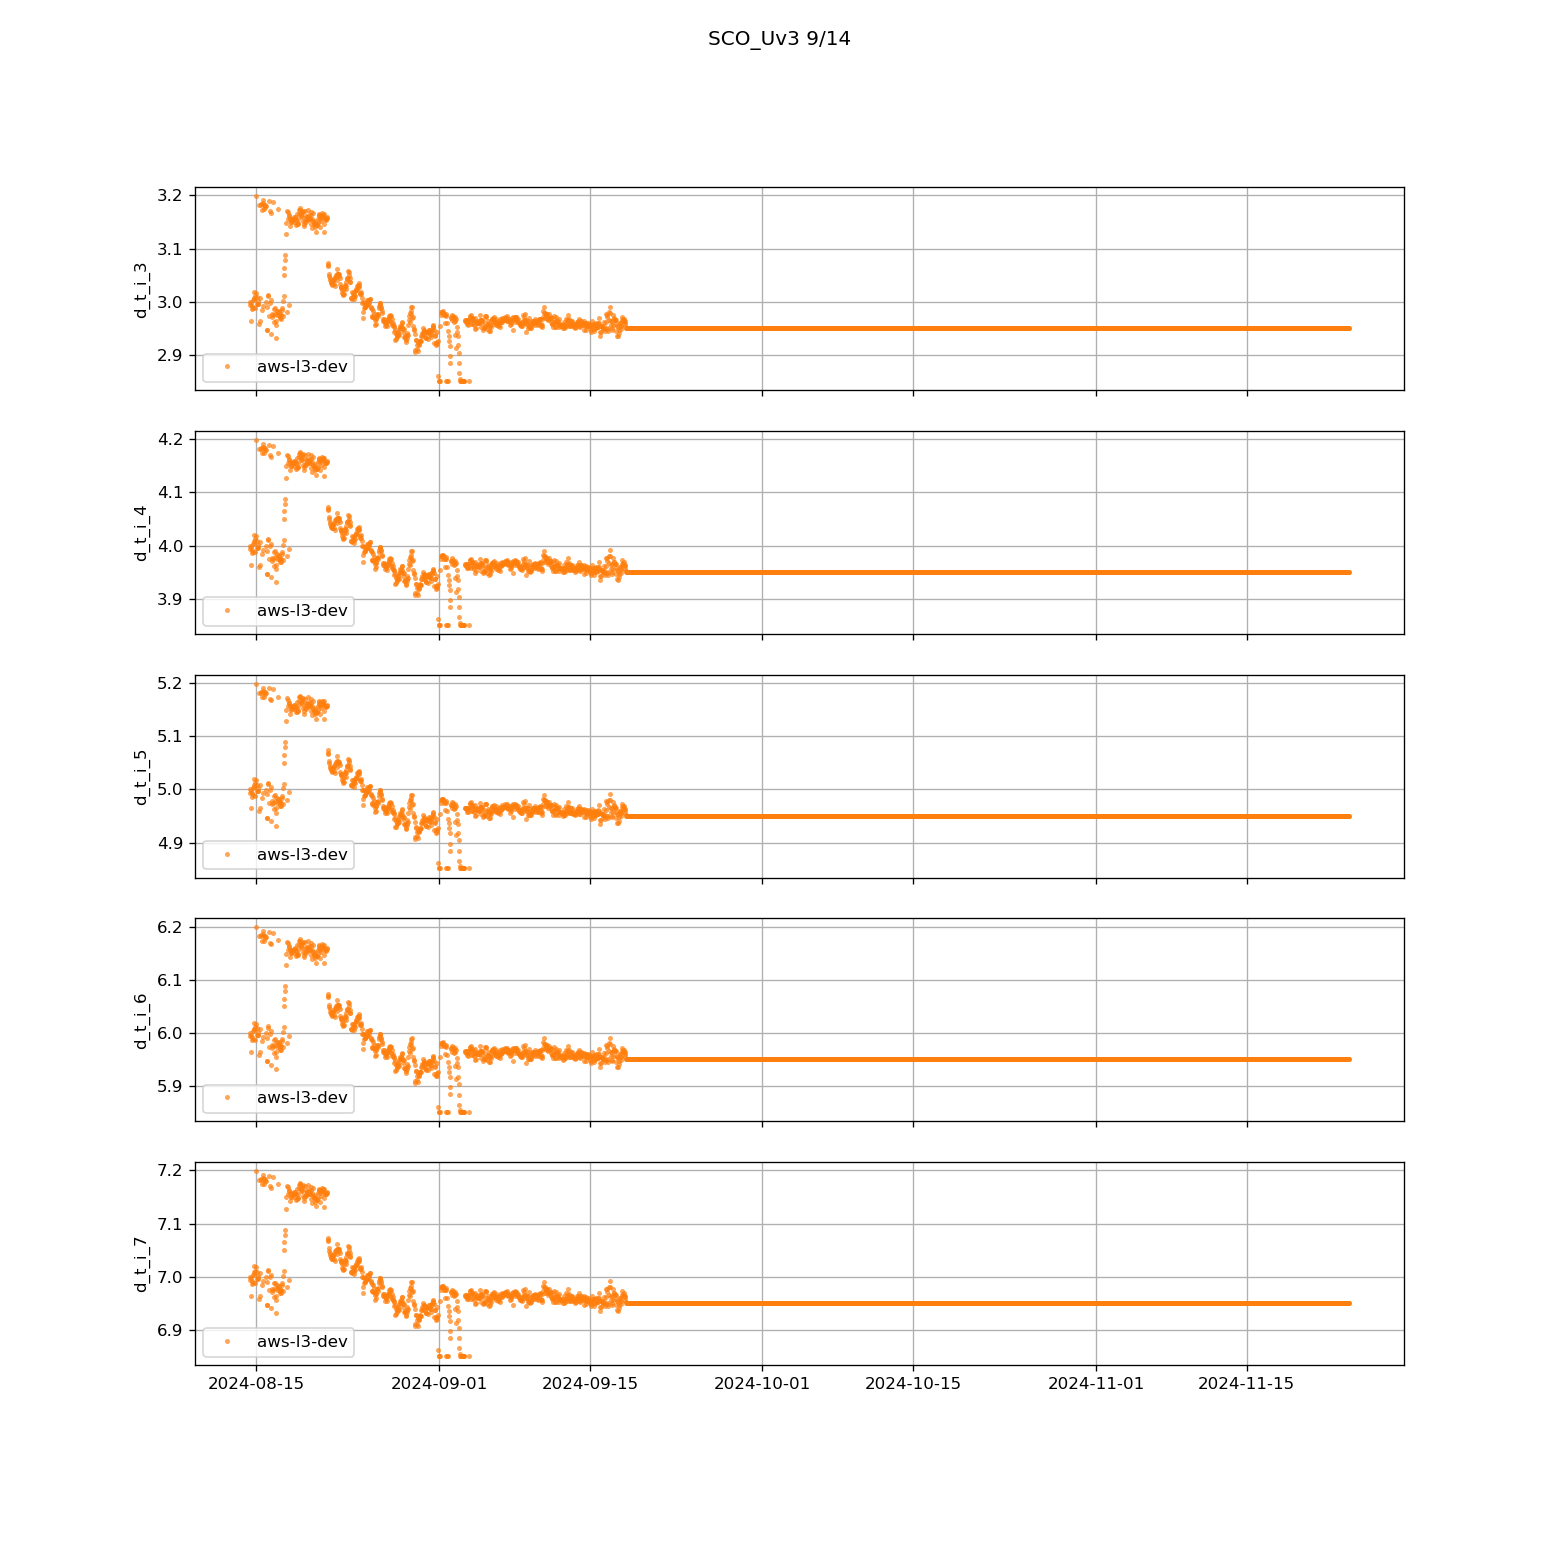 SCO_Uv3 9/14
3.2
3.1
3.0
2.9
d_t_i_3
aws-l3-dev
4.2
4.1
4.0
3.9
d_t_i_4
aws-l3-dev
5.2
5.1
5.0
4.9
d_t_i_5
aws-l3-dev
6.2
6.1
6.0
5.9
d_t_i_6
aws-l3-dev
7.2
7.1
7.0
6.9
d_t_i_7
aws-l3-dev
2024-08-15 2024-09-01 2024-09-15 2024-10-01 2024-10-15 2024-11-01 2024-11-15